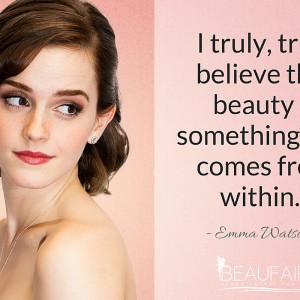 I truly, tr
believe th
beauty
something
comes fro
within.
- Emma Wats
BEAUFAI